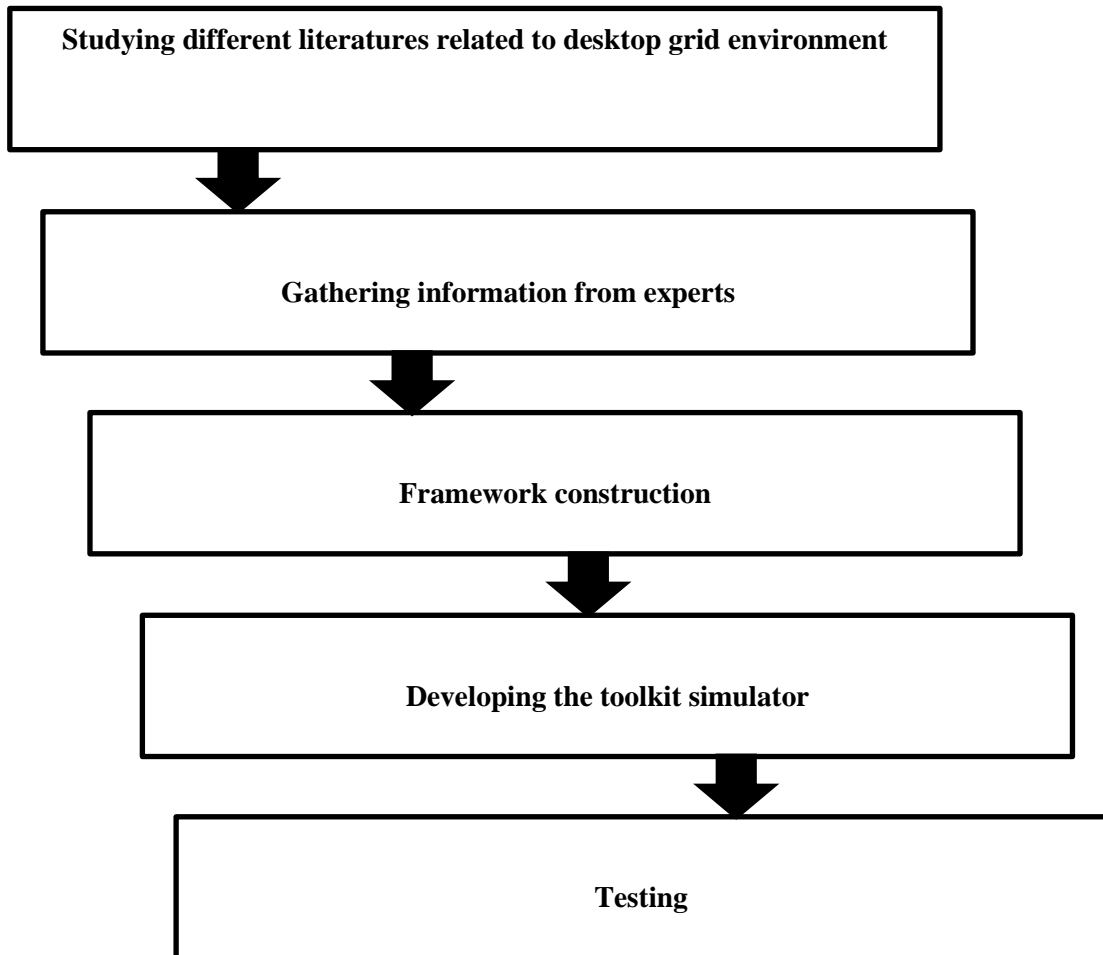 Studying different literatures related to desktop grid environment
Gathering information from experts
Framework construction
Developing the toolkit simulator
Testing